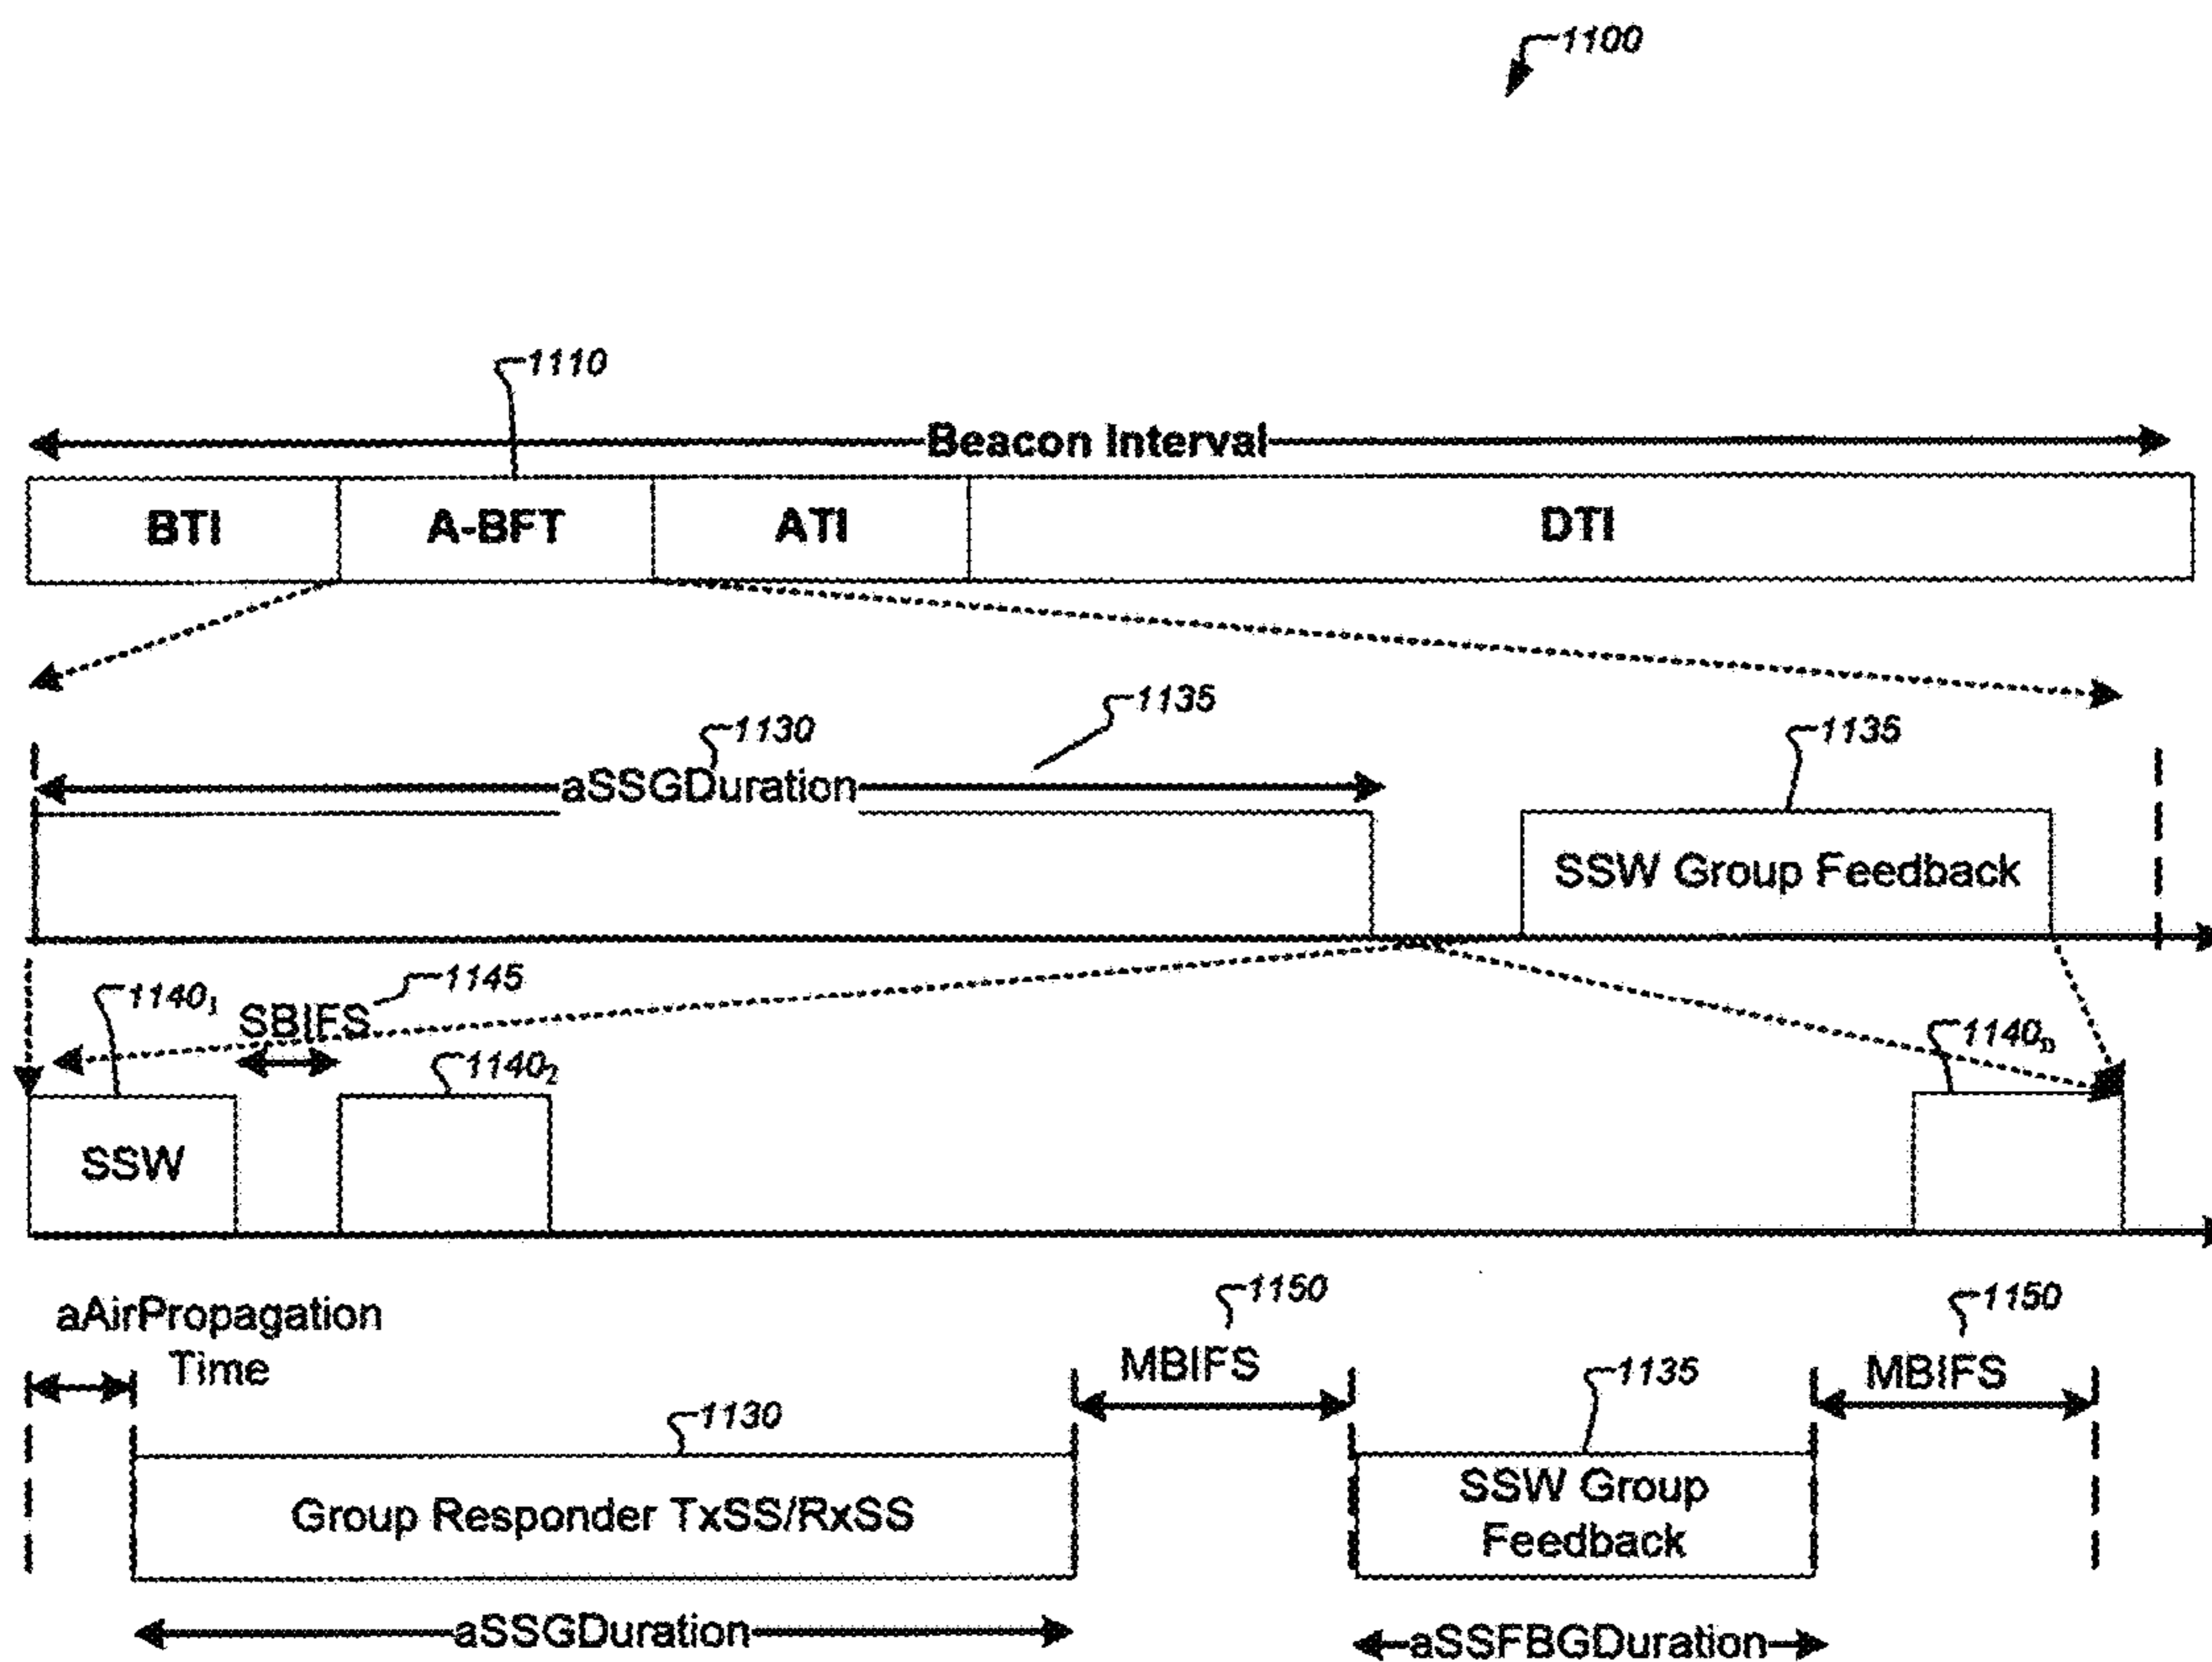 1100
1110
Beacon Interval
BTI A-BFT ATI DTI
1135
1130 1135
aSSGDuration
SSW Group Feedback
1145
1140₁ SBIFS 1140ₙ
1140₂
SSW
1150 1150
aAirPropagation
Time MBIFS MBIFS
1135
1130
Group Responder TxSS/RxSS
SSW Group
Feedback
aSSGDuration aSSFBGDuration